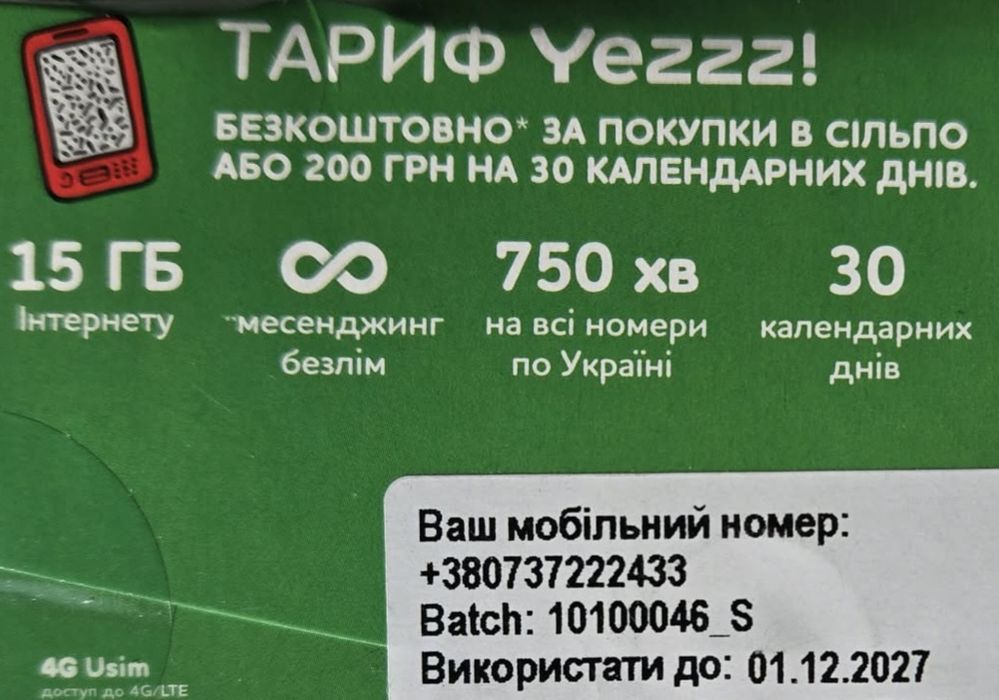 ТАРИФ Yezzz!
БЕЗКОШТОВНО* ЗА ПОКУПКИ В СІЛЬПО
АБО 200 ГРН НА 30 КАЛЕНДАРНИХ ДНІВ.
15 ГБ
Інтернету
∞
**месенджинг
безлім
750 хв
на всі номери
по Україні
30
календарних
днів
Ваш мобільний номер:
+380737222433
Batch: 10100046_S
Використати до: 01.12.2027
4G Usim
доступ до 4G/LTE